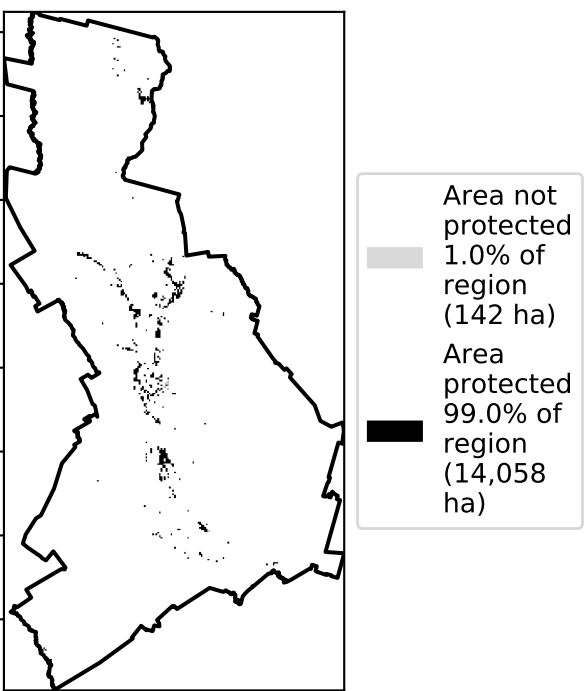 Area not
protected
1.0% of
region
(142 ha)
Area
protected
99.0% of
region
(14,058
ha)